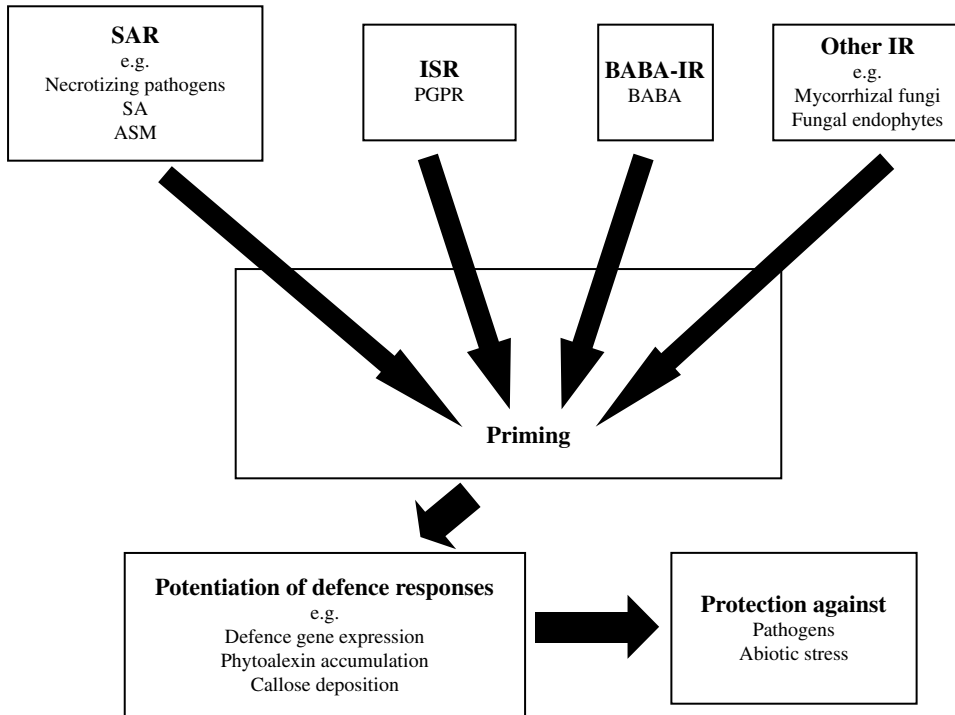 SAR
e.g.
Necrotizing pathogens
SA
ASM
ISR
PGPR
BABA-IR
BABA
Other IR
e.g.
Mycorrhizal fungi
Fungal endophytes
Priming
Potentiation of defence responses
e.g.
Defence gene expression
Phytoalexin accumulation
Callose deposition
Protection against
Pathogens
Abiotic stress